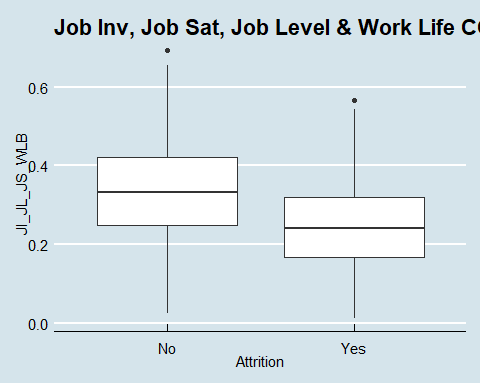 Job Inv, Job Sat, Job Level & Work Life
0.6
0.4
0.2
0.0
JI_JL_JS_WLB
No
Yes
Attrition